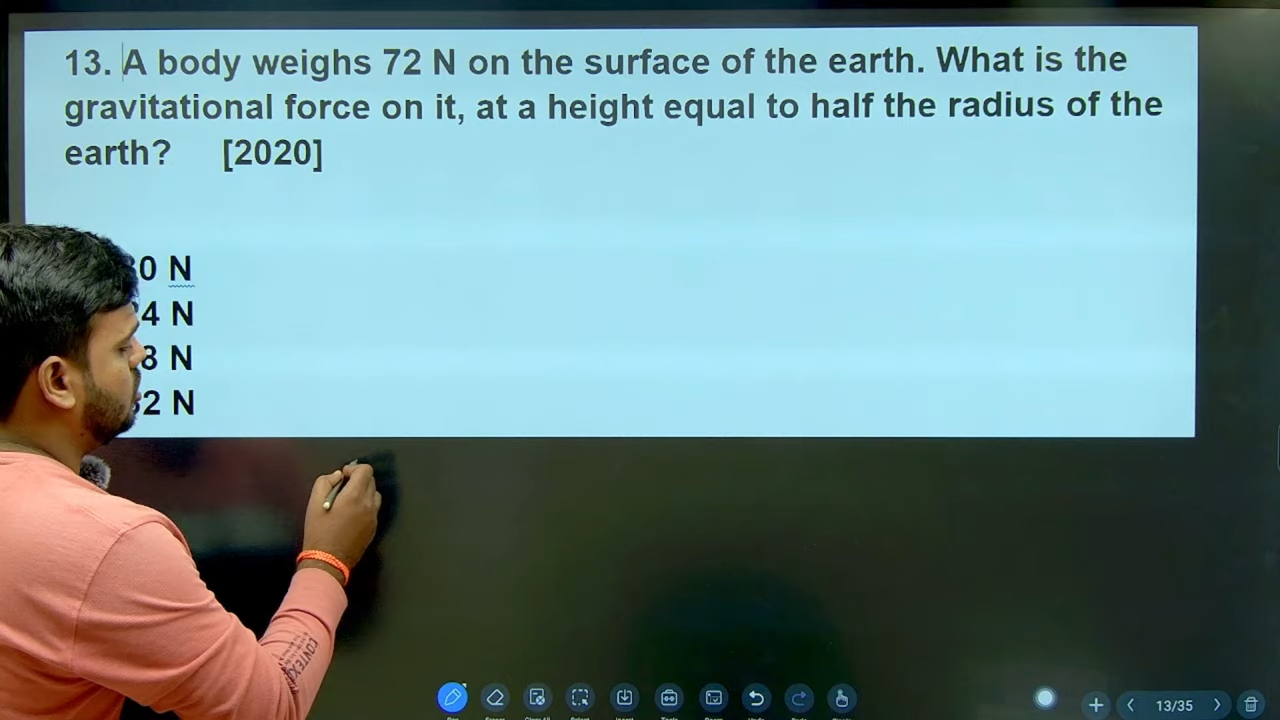 13. A body weighs 72 N on the surface of the earth. What is the
gravitational force on it, at a height equal to half the radius of the
earth? [2020]
0 N
4 N
8 N
2 N
CONTEXT
13/35